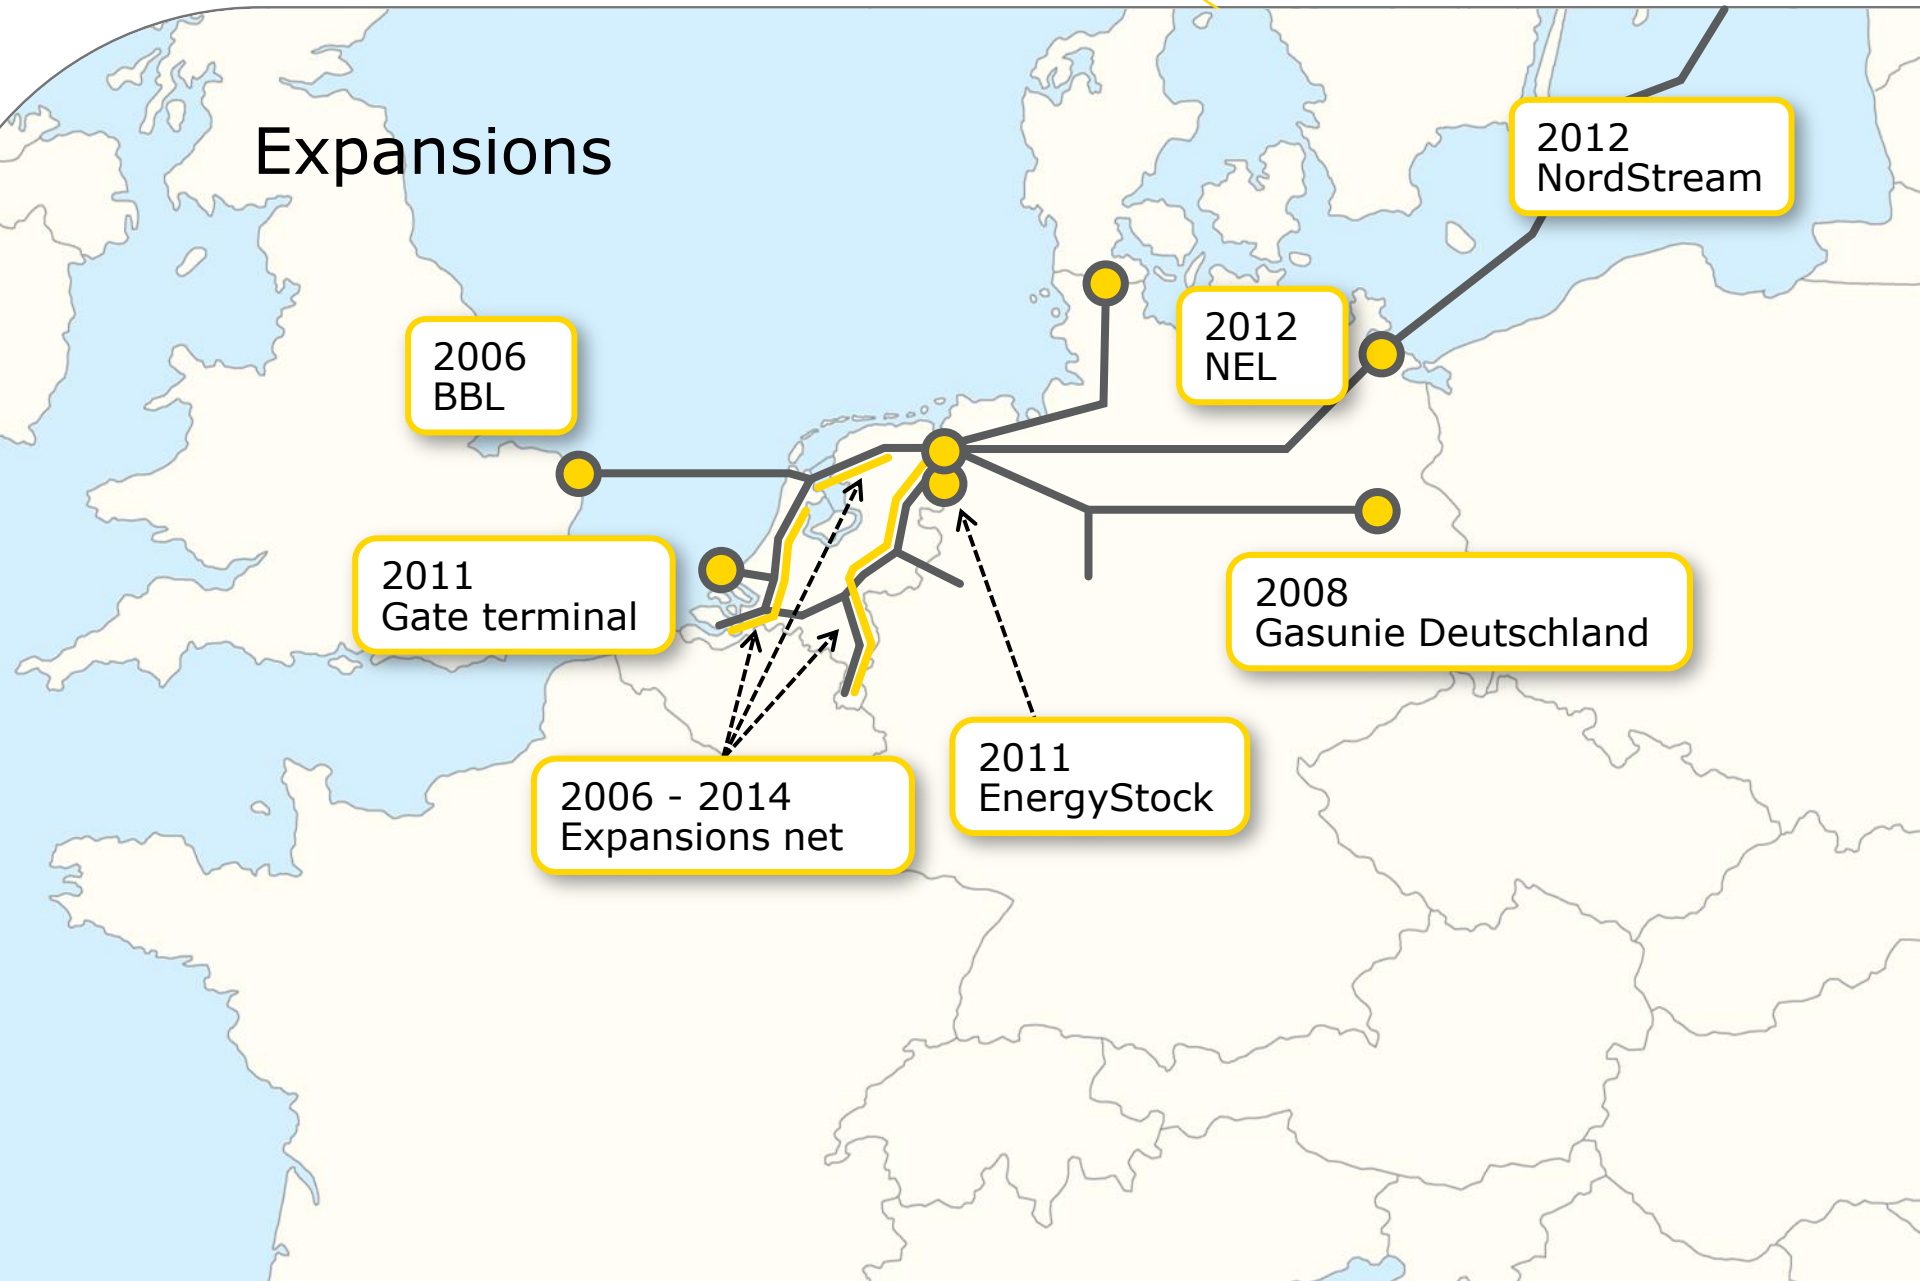 Expansions
2012
NordStream
2012
NEL
2006
BBL
2011
Gate terminal
2008
Gasunie Deutschland
2011
EnergyStock
2006 - 2014
Expansions net